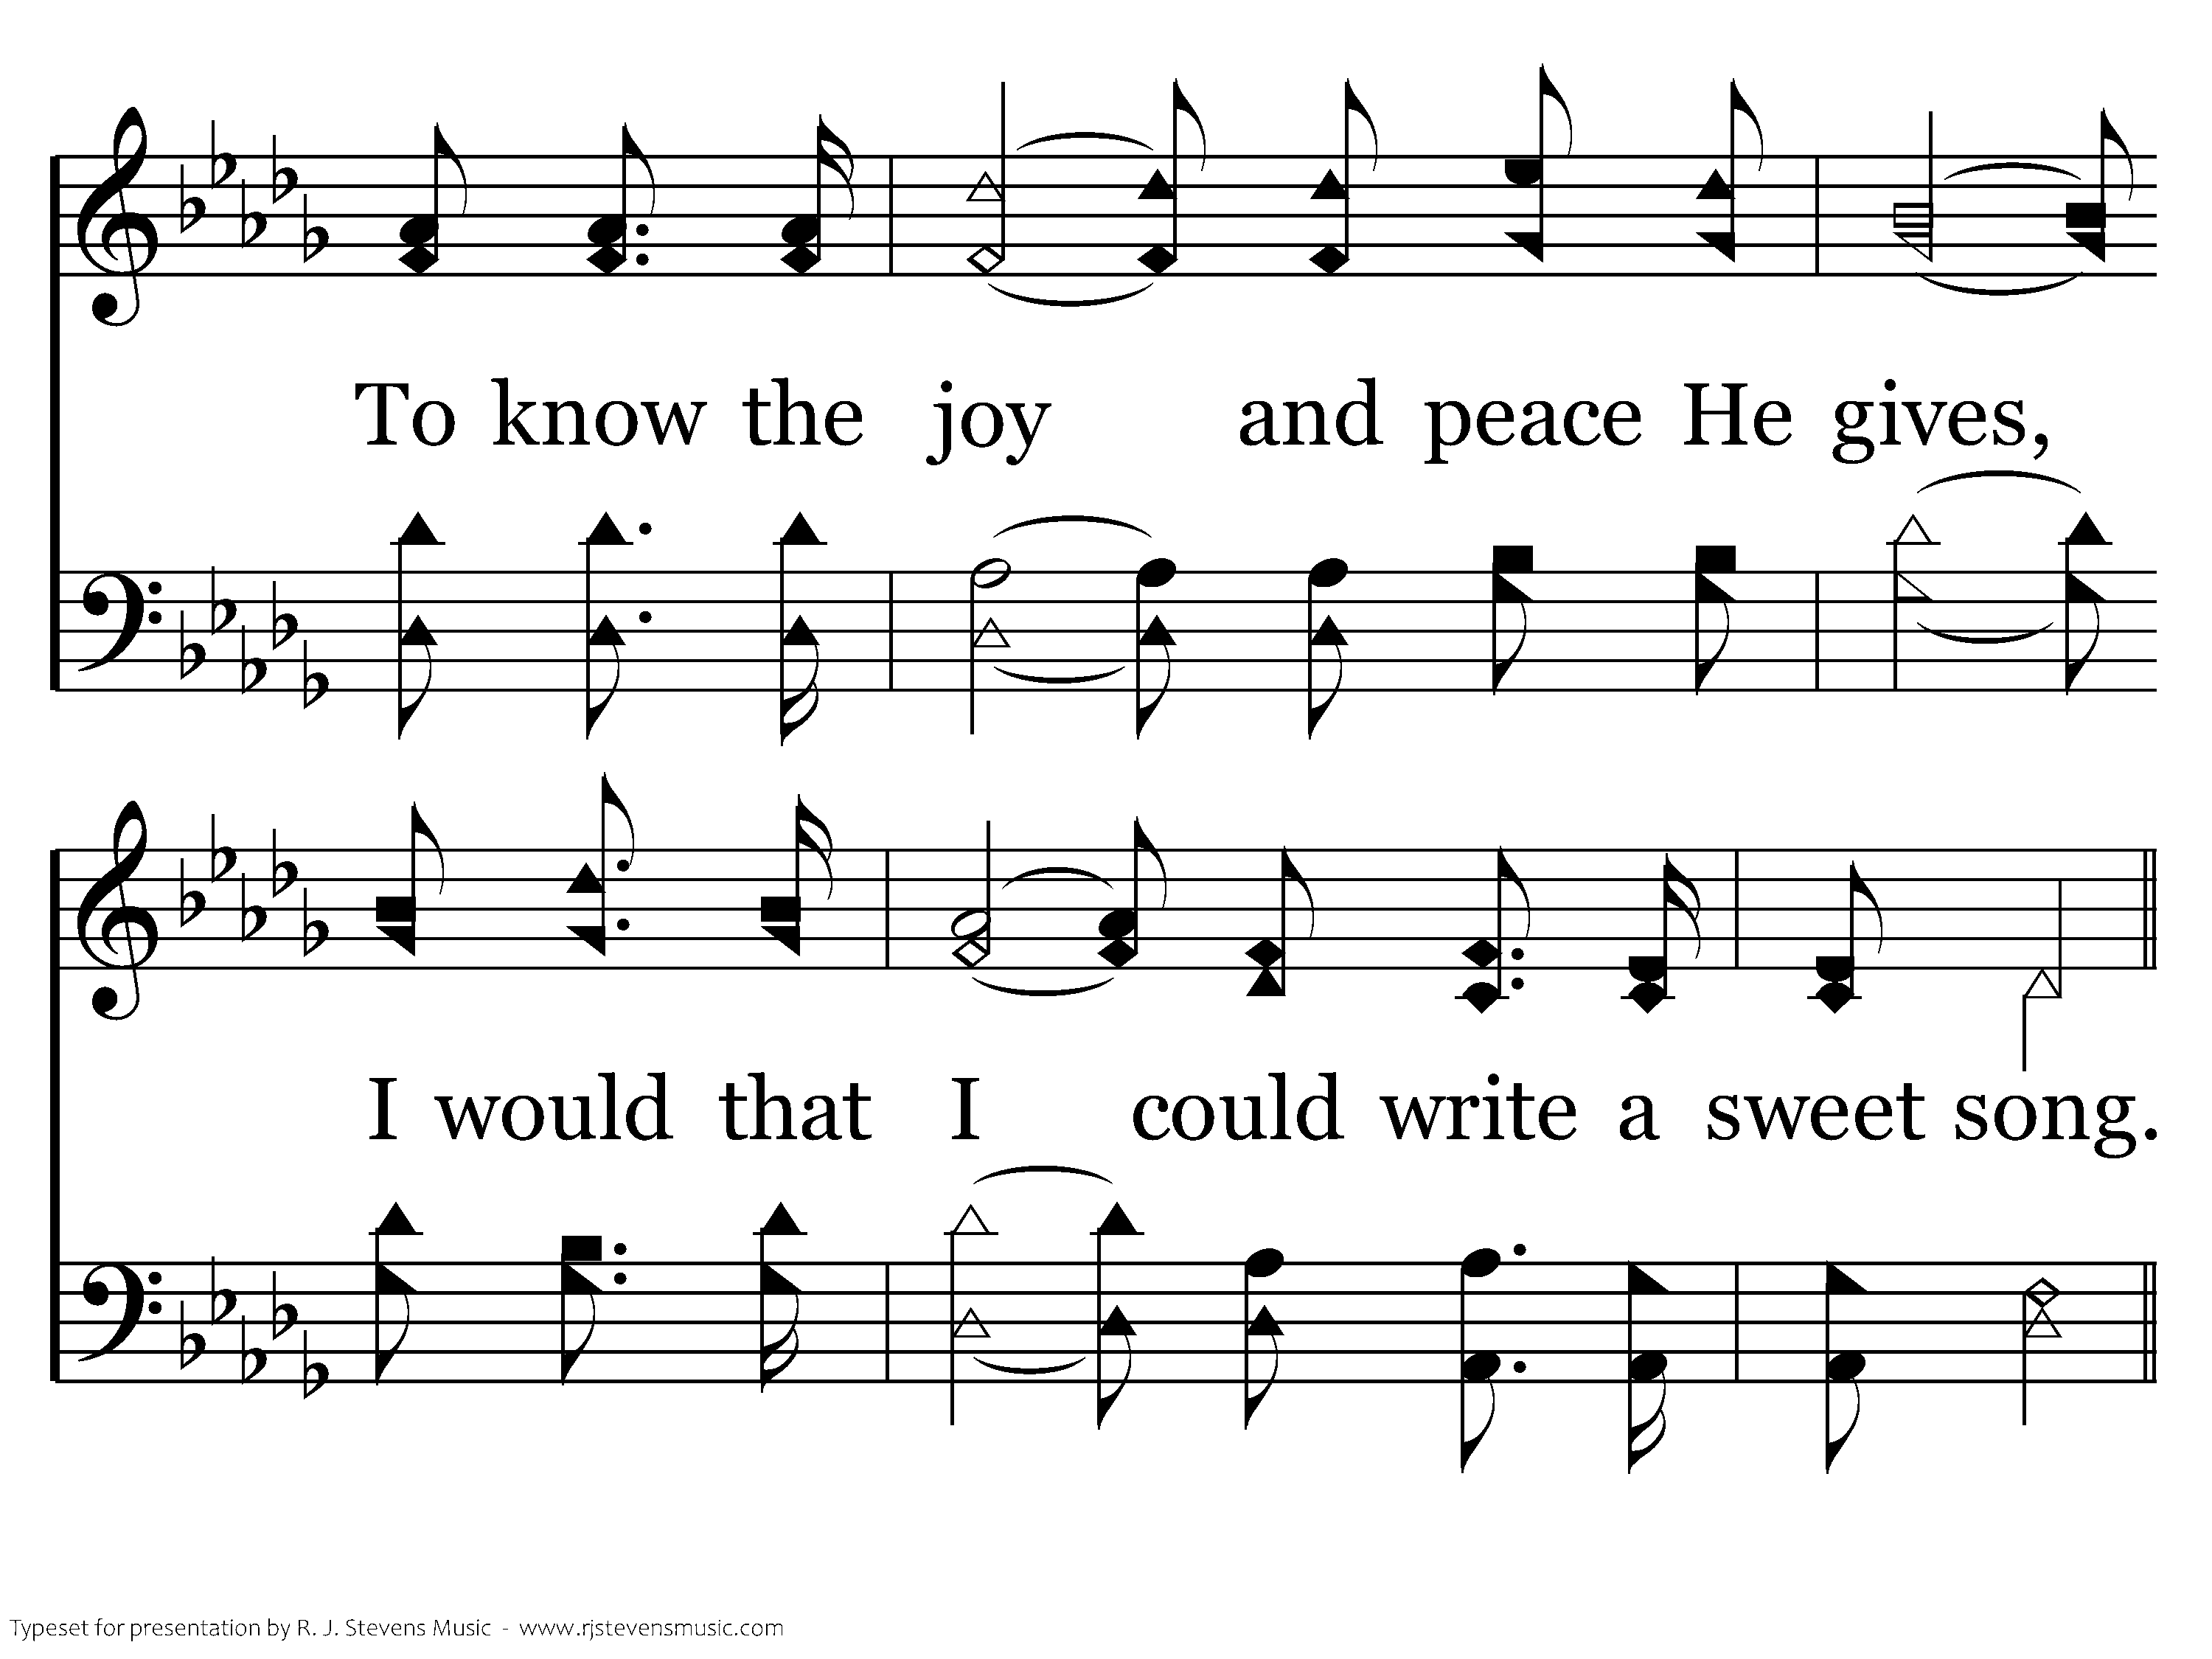 To know the joy and peace He gives,
I would that I could write a sweet song.
Typeset for presentation by R. J. Stevens Music - www.rjstevensmusic.com